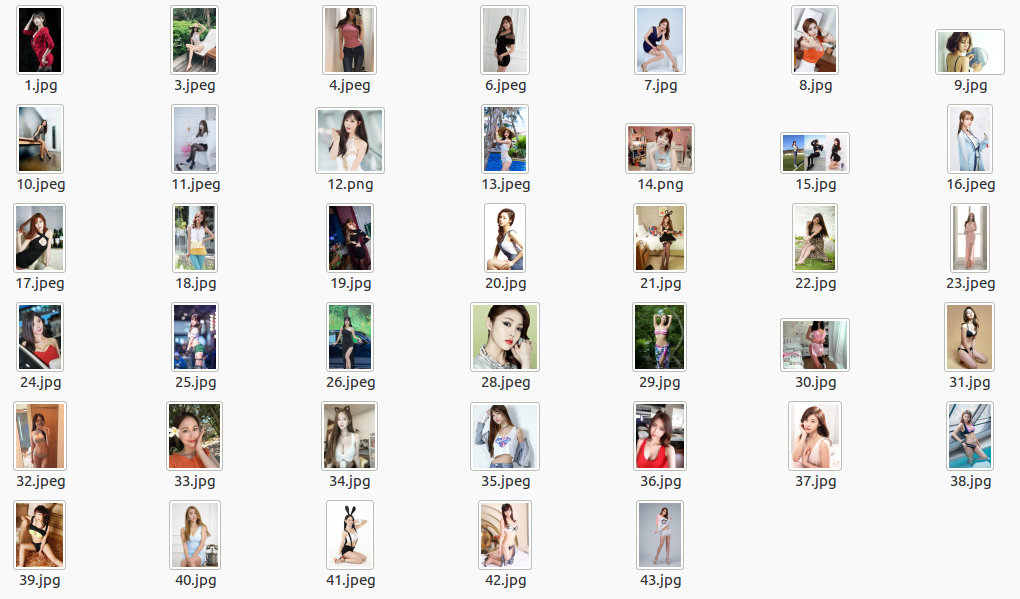 1.jpg 3.jpeg 4.jpeg 6.jpeg 7.jpg 8.jpg 9.jpg
10.jpeg 11.jpeg 12.png 13.jpeg 14.png 15.jpg 16.jpeg
17.jpeg 18.jpg 19.jpg 20.jpg 21.jpg 22.jpg 23.jpeg
24.jpg 25.jpg 26.jpeg 28.jpeg 29.jpg 30.jpg 31.jpg
32.jpeg 33.jpg 34.jpg 35.jpeg 36.jpg 37.jpg 38.jpg
39.jpg 40.jpg 41.jpeg 42.jpg 43.jpg